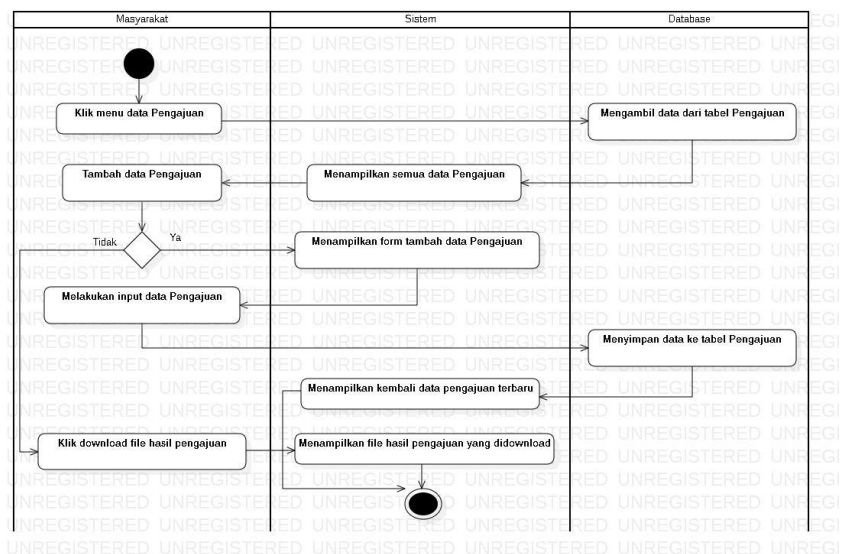 Masyarakat Sistem Database
Klik menu data Pengajuan
Mengambil data dari tabel Pengajuan
Tambah data Pengajuan
Menampilkan semua data Pengajuan
Tidak
Ya
Menampilkan form tambah data Pengajuan
Melakukan input data Pengajuan
Menyimpan data ke tabel Pengajuan
Menampilkan kembali data pengajuan terbaru
Klik download file hasil pengajuan
Menampilkan file hasil pengajuan yang didownload
UNREGISTERED